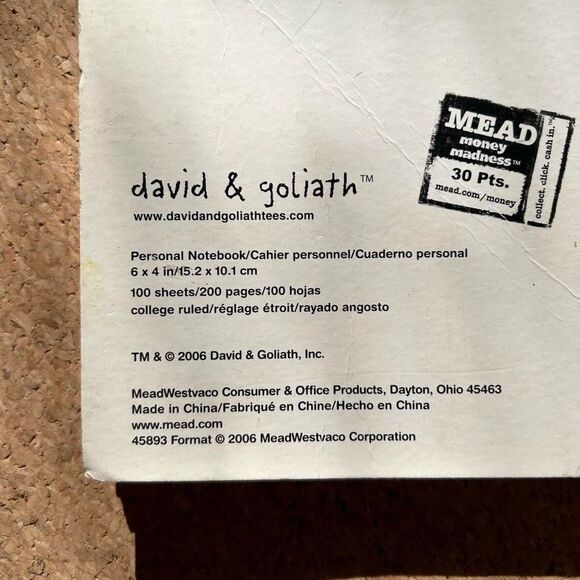 MEAD
money
madness™
30 Pts.
mead.com/money
collect. click. cash in.™
david & goliath™
www.davidandgoliathtees.com
Personal Notebook/Cahier personnel/Cuaderno personal
6 x 4 in/15.2 x 10.1 cm
100 sheets/200 pages/100 hojas
college ruled/réglage étroit/rayado angosto
TM & © 2006 David & Goliath, Inc.
MeadWestvaco Consumer & Office Products, Dayton, Ohio 45463
Made in China/Fabriqué en Chine/Hecho en China
www.mead.com
45893 Format © 2006 MeadWestvaco Corporation